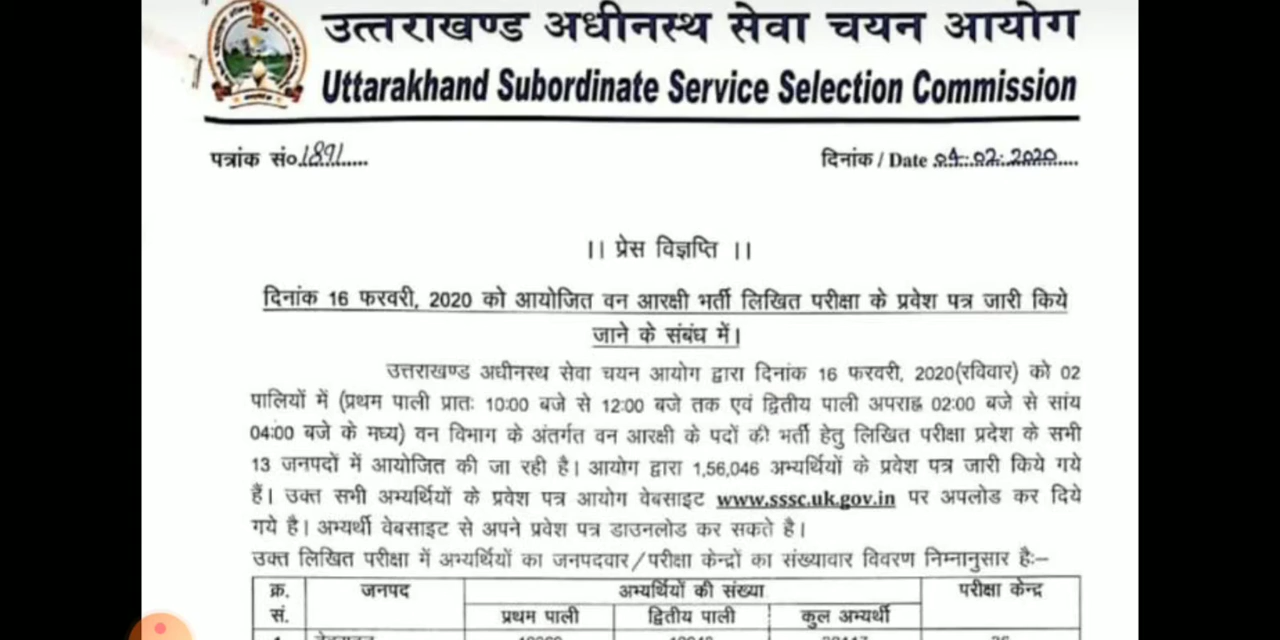 उत्तराखण्ड अधीनस्थ सेवा चयन आयोग
Uttarakhand Subordinate Service Selection Commission
पत्रांक सं०.1891.....
दिनांक / Date 04.02.2020....
।। प्रेस विज्ञप्ति ।।
दिनांक 16 फरवरी, 2020 को आयोजित वन आरक्षी भर्ती लिखित परीक्षा के प्रवेश पत्र जारी किये
जाने के संबंध में।
उत्तराखण्ड अधीनस्थ सेवा चयन आयोग द्वारा दिनांक 16 फरवरी, 2020(रविवार) को 02
पालियों में (प्रथम पाली प्रातः 10:00 बजे से 12:00 बजे तक एवं द्वितीय पाली अपराह्न 02:00 बजे से सांय
04:00 बजे के मध्य) वन विभाग के अंतर्गत वन आरक्षी के पदों की भर्ती हेतु लिखित परीक्षा प्रदेश के सभी
13 जनपदों में आयोजित की जा रही है। आयोग द्वारा 1,56,046 अभ्यर्थियों के प्रवेश पत्र जारी किये गये
हैं। उक्त सभी अभ्यर्थियों के प्रवेश पत्र आयोग वेबसाइट www.sssc.uk.gov.in पर अपलोड कर दिये
गये है। अभ्यर्थी वेबसाइट से अपने प्रवेश पत्र डाउनलोड कर सकते है।
उक्त लिखित परीक्षा में अभ्यर्थियों का जनपदवार/परीक्षा केन्द्रों का संख्यावार विवरण निम्नानुसार है:–
क्र. सं. जनपद अभ्यर्थियों की संख्या परीक्षा केन्द्र
प्रथम पाली द्वितीय पाली कुल अभ्यर्थी